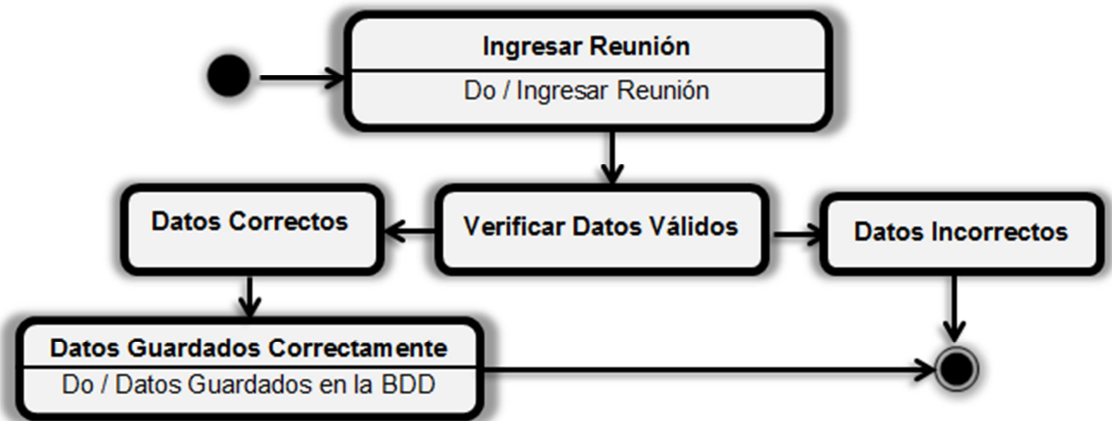 Ingresar Reunión
Do / Ingresar Reunión
Datos Correctos
Verificar Datos Válidos
Datos Incorrectos
Datos Guardados Correctamente
Do / Datos Guardados en la BDD